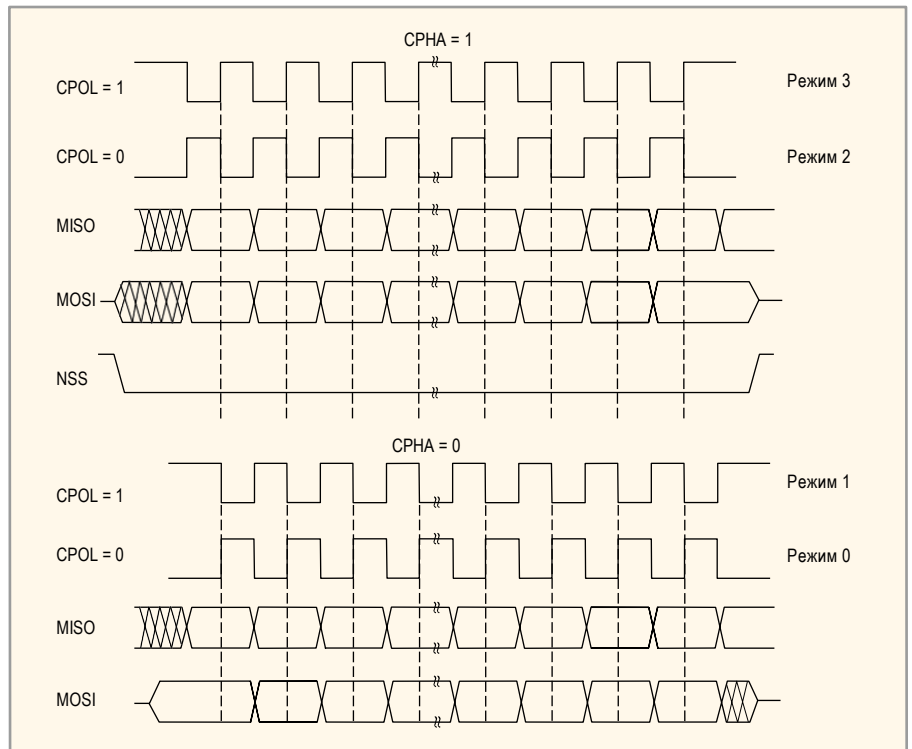 CPHA = 1
CPOL = 1
Режим 3
CPOL = 0
Режим 2
MISO
MOSI
NSS
CPHA = 0
CPOL = 1
Режим 1
CPOL = 0
Режим 0
MISO
MOSI